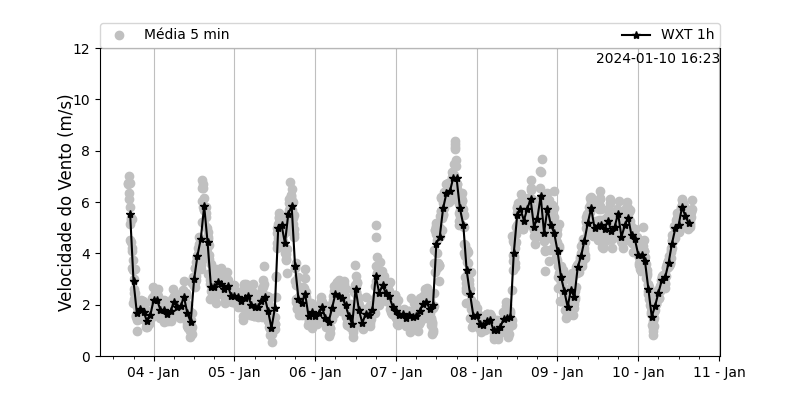 Média 5 min
WXT 1h
2024-01-10 16:23
Velocidade do Vento (m/s)
12
10
8
6
4
2
0
04 - Jan
05 - Jan
06 - Jan
07 - Jan
08 - Jan
09 - Jan
10 - Jan
11 - Jan